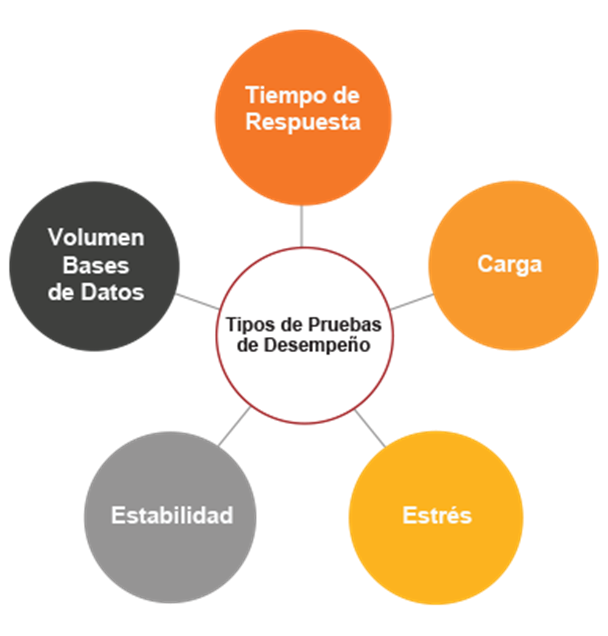 Tiempo de
Respuesta
Volumen
Bases
de Datos
Carga
Tipos de Pruebas
de Desempeño
Estabilidad
Estrés